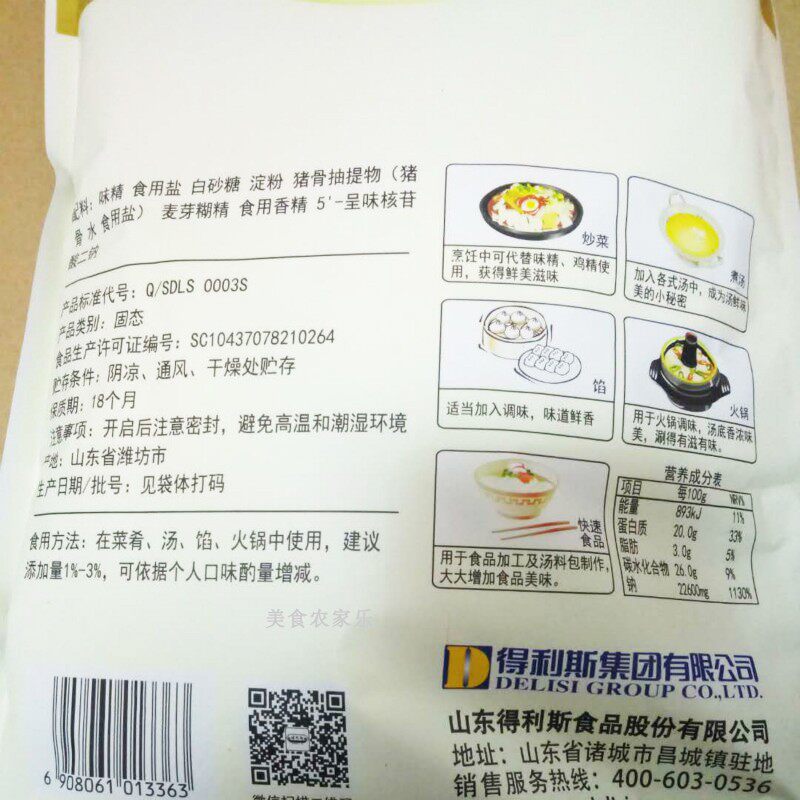 配料：味精 食用盐 白砂糖 淀粉 猪骨抽提物（猪
骨 水 食用盐） 麦芽糊精 食用香精 5'-呈味核苷
酸二钠
产品标准代号：Q/SDLS 0003S
产品类别：固态
食品生产许可证编号：SC10437078210264
贮存条件：阴凉、通风、干燥处贮存
保质期：18个月
注意事项：开启后注意密封，避免高温和潮湿环境
产地：山东省潍坊市
生产日期/批号：见袋体打码
食用方法：在菜肴、汤、馅、火锅中使用，建议
添加量1%-3%，可依据个人口味酌量增减。
美食农家乐
炒菜
烹饪中可代替味精、鸡精使
用，获得鲜美滋味
煮汤
加入各式汤中，成为汤鲜味
美的小秘密
馅
适当加入调味，味道鲜香
火锅
用于火锅调味，汤底香浓味
美，涮得有滋有味。
快速
食品
用于食品加工及汤料包制作，
大大增加食品美味。
营养成分表
项目 每100g NRV%
能量 893kJ 11%
蛋白质 20.0g 33%
脂肪 3.0g 5%
碳水化合物 26.0g 9%
钠 22600mg 1130%
得利斯集团有限公司
DELISI GROUP CO.,LTD.
山东得利斯食品股份有限公司
地址：山东省诸城市昌城镇驻地
销售服务热线：400-603-0536
6 908061 013363